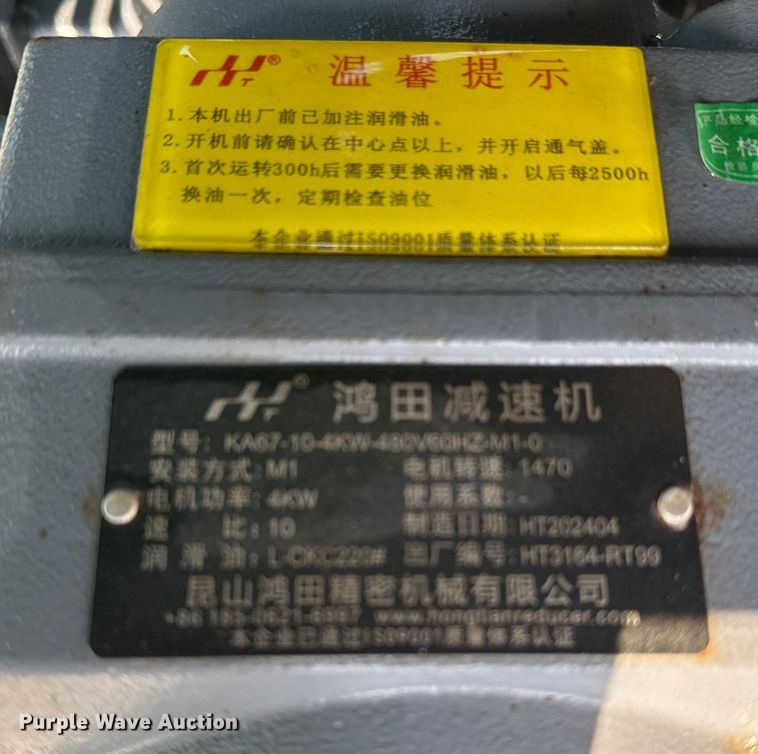 HT® 温馨提示
1.本机出厂前已加注润滑油。
2.开机前请确认在中心点以上，并开启通气盖。
3.首次运转300h后需要更换润滑油，以后每2500h
换油一次，定期检查油位
本企业通过ISO9001质量体系认证
产品经检
合格
HT® 鸿田减速机
型号: KA67-10-4KW-480V60HZ-M1-0
安装方式: M1 电机转速: 1470
电机功率: 4KW 使用系数: -
速 比: 10 制造日期: HT202404
润滑油: L-CKC220# 出厂编号: HT3164-RT99
昆山鸿田精密机械有限公司
+86 www.hongtianreducer.com
本企业已通过ISO9001质量体系认证
Purple Wave Auction